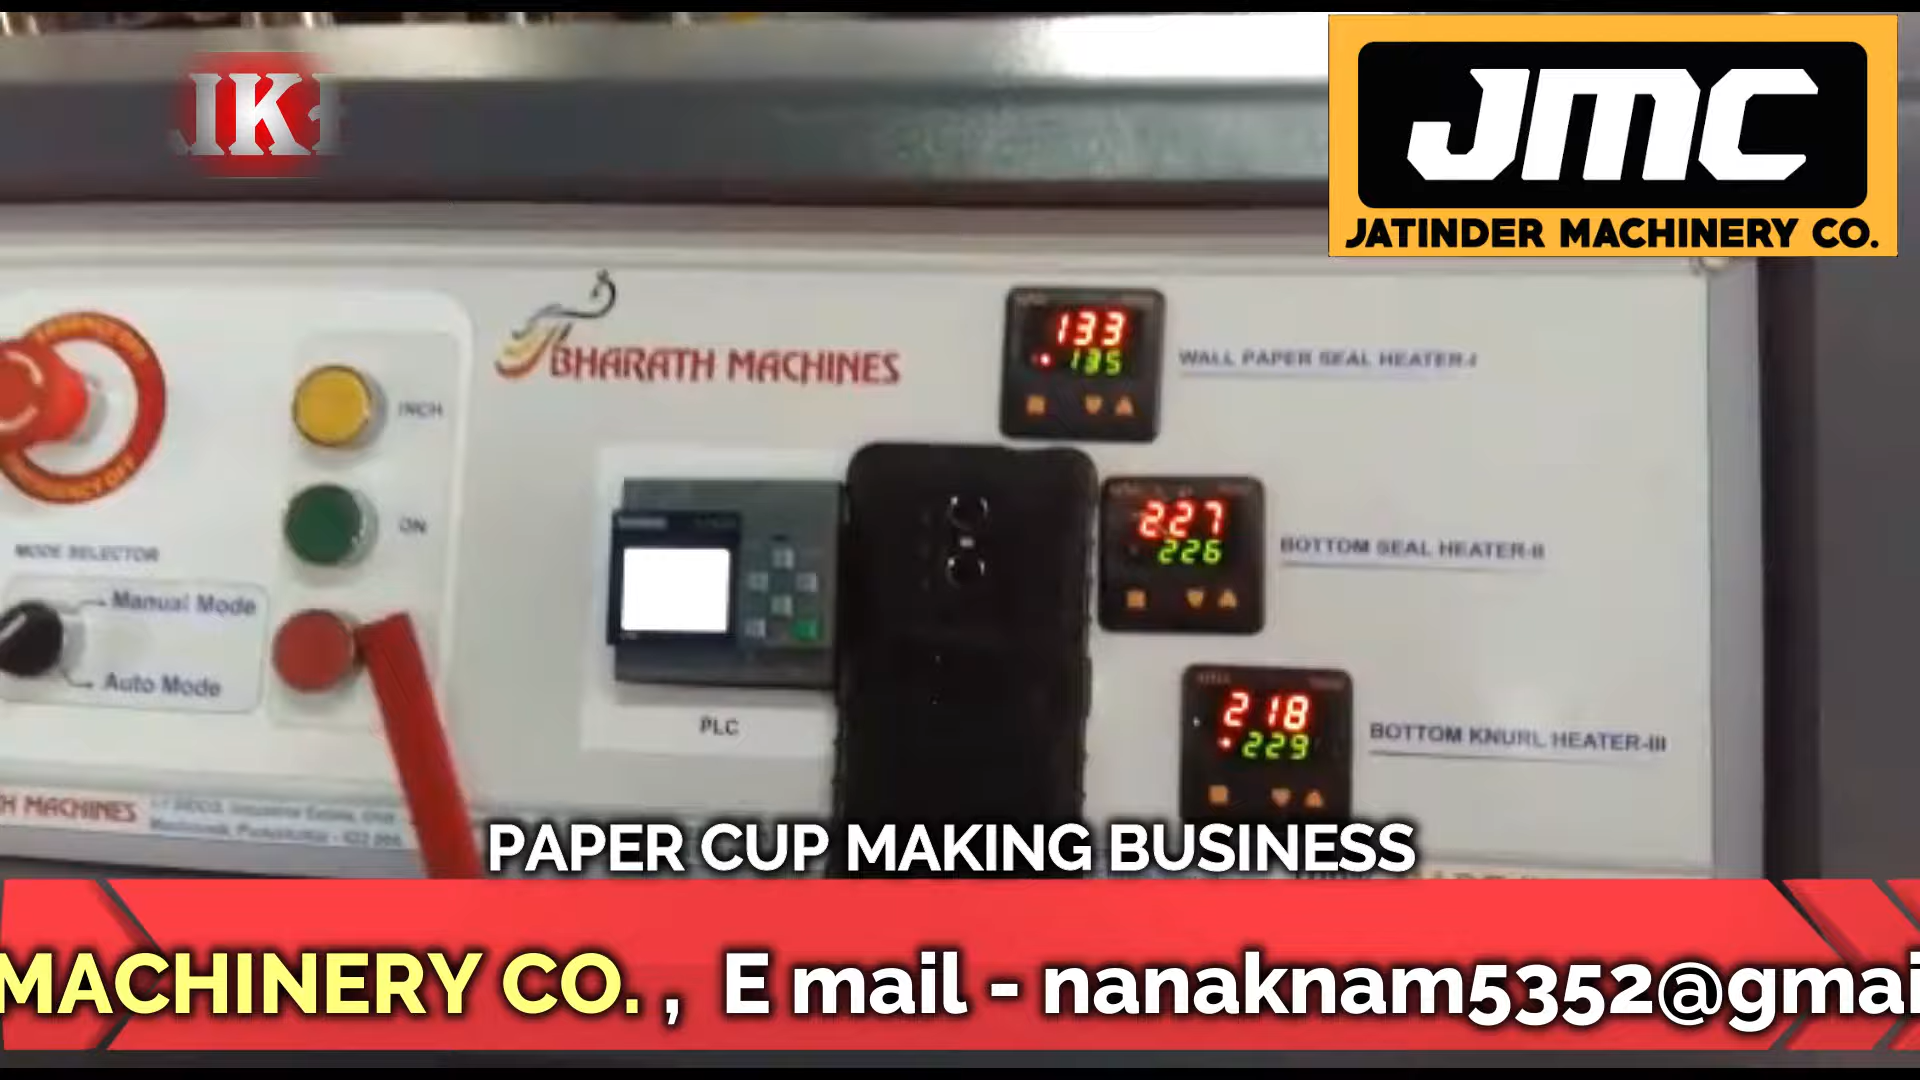 JMC
JATINDER MACHINERY CO.
BHARATH MACHINES
133
135
WALL PAPER SEAL HEATER-I
INCH
ON
227
226
BOTTOM SEAL HEATER-II
MODE SELECTOR
Manual Mode
Auto Mode
PLC
218
229
BOTTOM KNURL HEATER-III
H MACHINES
PAPER CUP MAKING BUSINESS
MACHINERY CO. , E mail - nanaknam5352@gmai